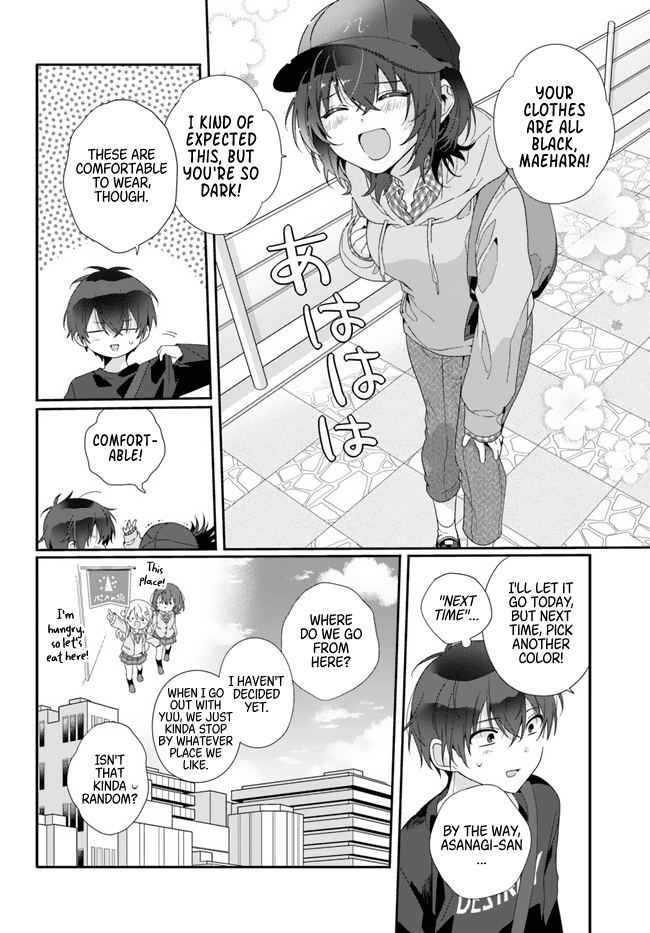 YOUR
CLOTHES
ARE ALL
BLACK,
MAEHARA!
I KIND OF
EXPECTED
THIS, BUT
YOU'RE SO
DARK!
あははは
THESE ARE
COMFORTABLE
TO WEAR,
THOUGH.
COMFORT-
ABLE!
I'LL LET IT
GO TODAY,
BUT NEXT
TIME, PICK
ANOTHER
COLOR!
"NEXT
TIME"...
BY THE WAY,
ASANAGI-SAN
...
WHERE
DO WE GO
FROM
HERE?
I HAVEN'T
DECIDED
YET.
WHEN I GO
OUT WITH
YUU, WE JUST
KINDA STOP
BY WHATEVER
PLACE WE
LIKE.
This
place!
I'm
hungry,
so let's
eat here!
ISN'T
THAT
KINDA
RANDOM?